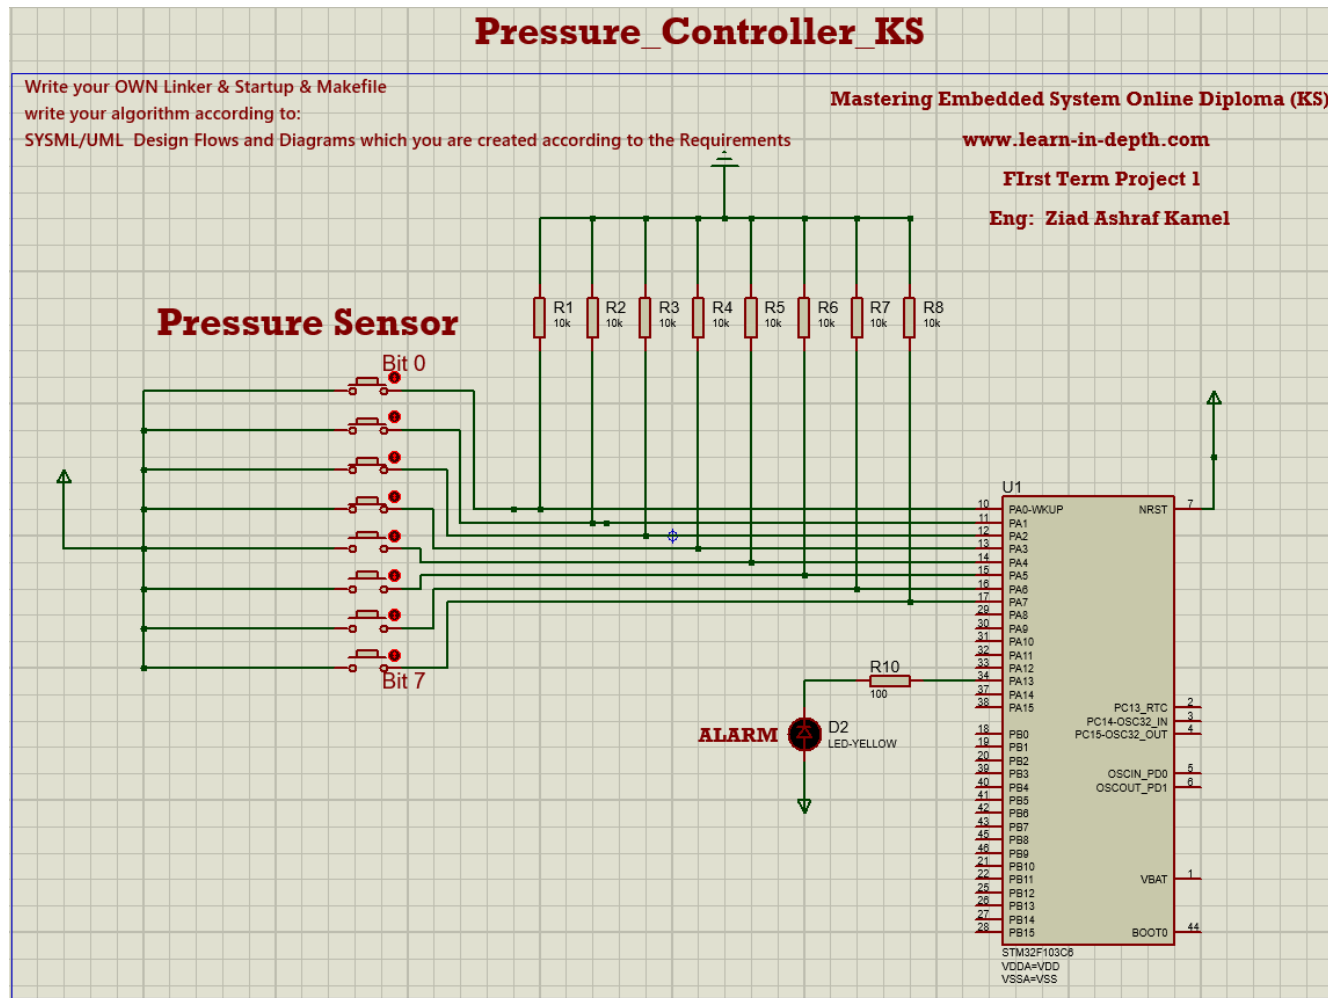 Pressure_Controller_KS
Write your OWN Linker & Startup & Makefile
write your algorithm according to:
SYSML/UML  Design Flows and Diagrams which you are created according to the Requirements
Mastering Embedded System Online Diploma (KS)
www.learn-in-depth.com
FIrst Term Project 1
Eng:  Ziad Ashraf Kamel
R1 R2 R3 R4 R5 R6 R7 R8
10k 10k 10k 10k 10k 10k 10k 10k
Pressure Sensor
Bit 0
Bit 7
U1
10 PA0-WKUP NRST 7
11 PA1
12 PA2
13 PA3
14 PA4
15 PA5
16 PA6
17 PA7
29 PA8
30 PA9
31 PA10
32 PA11
33 PA12
34 PA13
37 PA14
38 PA15 PC13_RTC 2
PC14-OSC32_IN 3
18 PB0 PC15-OSC32_OUT 4
19 PB1
20 PB2
39 PB3 OSCIN_PD0 5
40 PB4 OSCOUT_PD1 6
41 PB5
42 PB6
43 PB7
45 PB8
46 PB9
21 PB10
22 PB11 VBAT 1
25 PB12
26 PB13
27 PB14
28 PB15 BOOT0 44
STM32F103C6
VDDA=VDD
VSSA=VSS
R10
100
ALARM
D2
LED-YELLOW